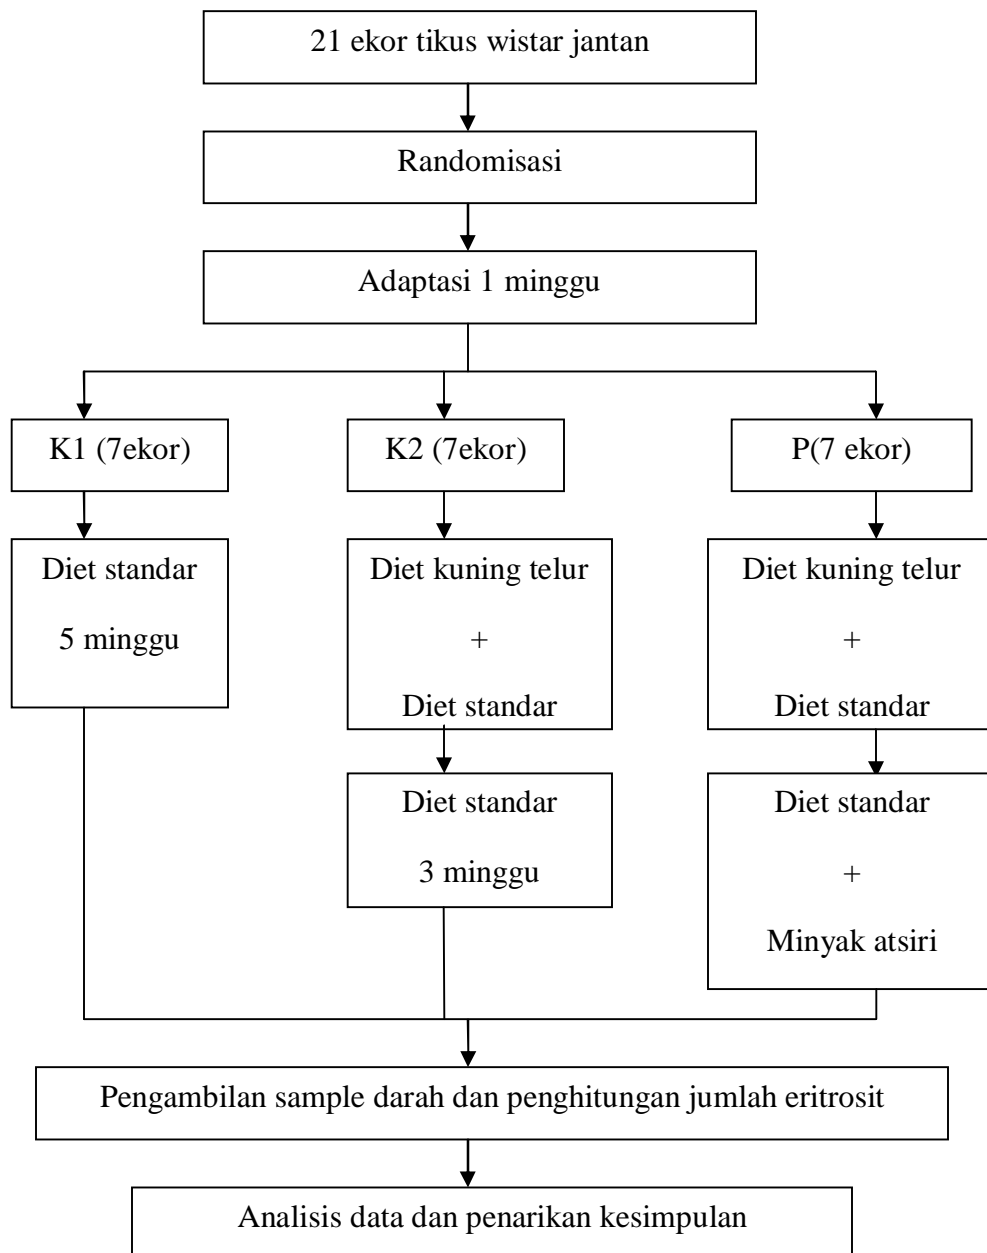 21 ekor tikus wistar jantan
Randomisasi
Adaptasi 1 minggu
K1 (7ekor)
K2 (7ekor)
P(7 ekor)
Diet standar
5 minggu
Diet kuning telur
+
Diet standar
Diet kuning telur
+
Diet standar
Diet standar
3 minggu
Diet standar
+
Minyak atsiri
Pengambilan sample darah dan penghitungan jumlah eritrosit
Analisis data dan penarikan kesimpulan